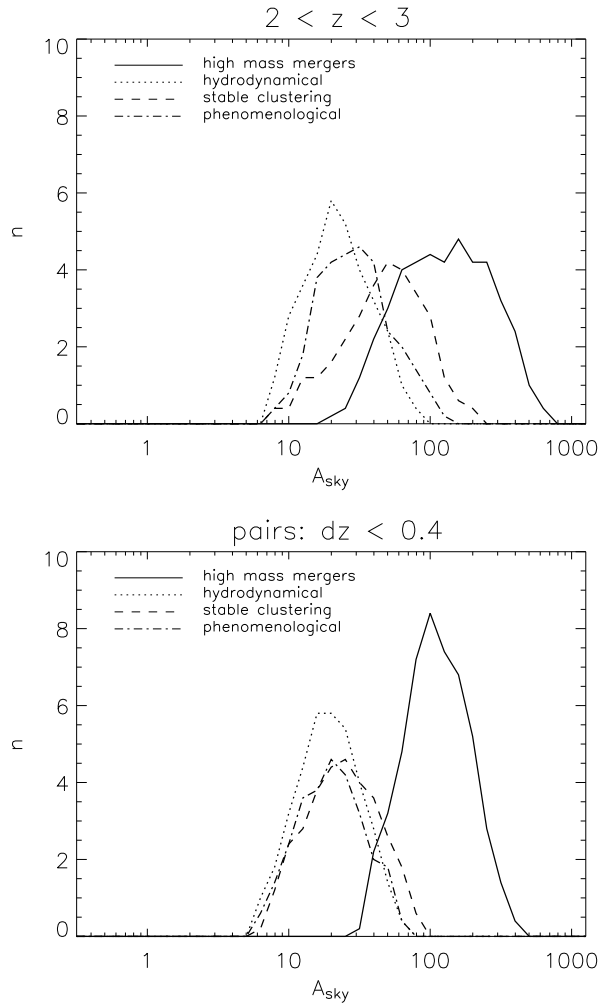 2 < z < 3
10
8
6
4
2
0
n
high mass mergers
hydrodynamical
stable clustering
phenomenological
1 10 100 1000
A_sky
pairs: dz < 0.4
10
8
6
4
2
0
n
high mass mergers
hydrodynamical
stable clustering
phenomenological
1 10 100 1000
A_sky